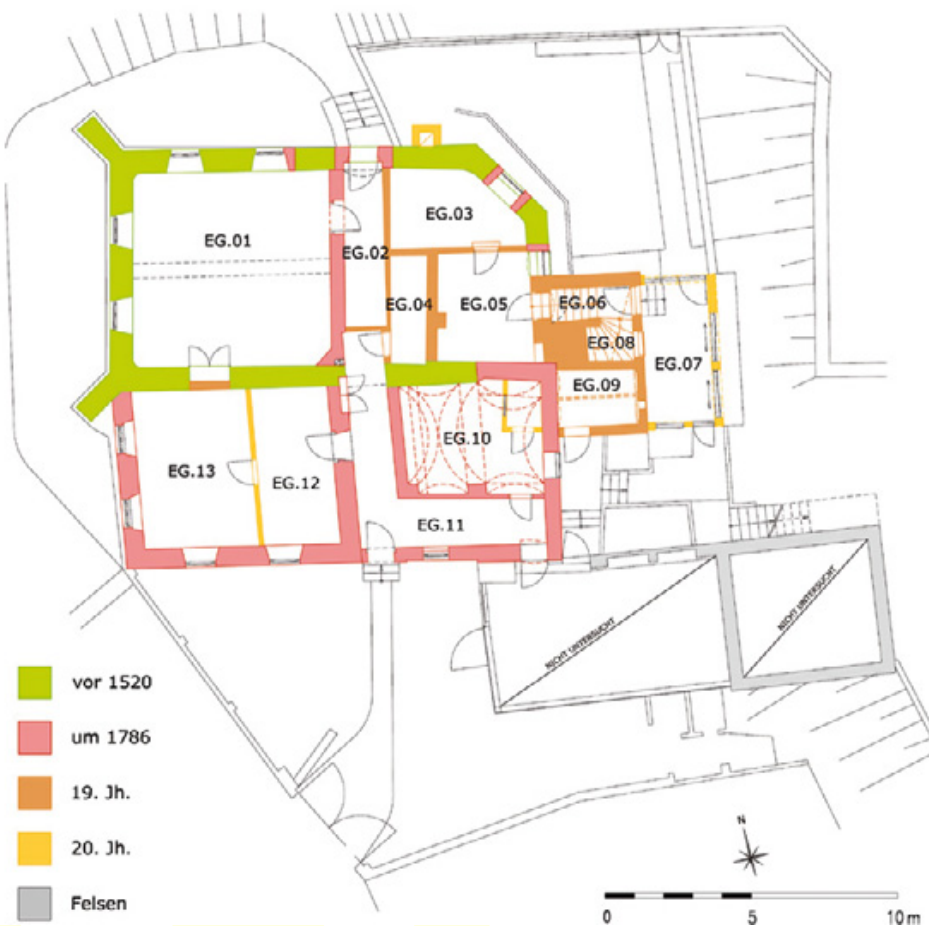 EG.01
EG.02
EG.03
EG.04
EG.05
EG.06
EG.07
EG.08
EG.09
EG.10
EG.11
EG.12
EG.13
NICHT UNTERSUCHT
NICHT UNTERSUCHT
vor 1520
um 1786
19. Jh.
20. Jh.
Felsen
N
0 5 10 m